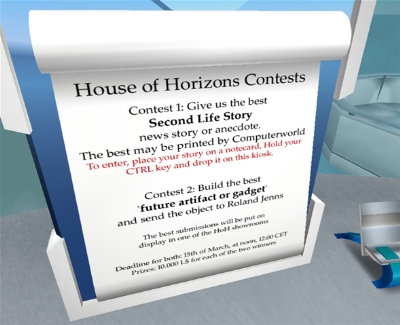 House of Horizons Contests
Contest 1: Give us the best
Second Life Story
news story or anecdote.
The best may be printed by Computerworld
To enter, place your story on a notecard, Hold your
CTRL key and drop it on this kiosk.
Contest 2: Build the best
'future artifact or gadget'
and send the object to Roland Jenns
The best submissions will be put on
display in one of the HoH showrooms
Deadline for both: 15th of March, at noon, 12:00 CET
Prizes: 10.000 L$ for each of the two winners